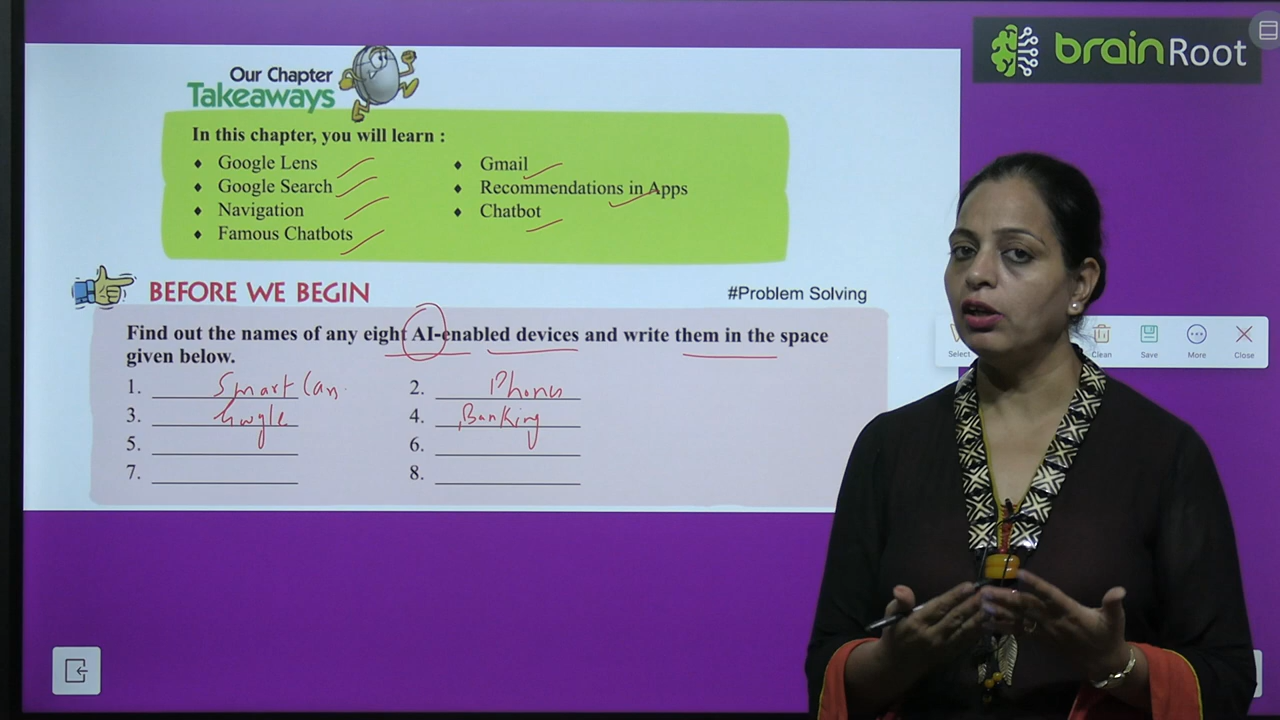 brainRoot
Our Chapter
Takeaways
In this chapter, you will learn :
♦ Google Lens
♦ Google Search
♦ Navigation
♦ Famous Chatbots
♦ Gmail
♦ Recommendations in Apps
♦ Chatbot
BEFORE WE BEGIN
#Problem Solving
Find out the names of any eight AI-enabled devices and write them in the space
given below.
1. Smart Car
2. Phones
3. Google
4. Banking
5.
6.
7.
8.
Select
Clean
Save
More
Close